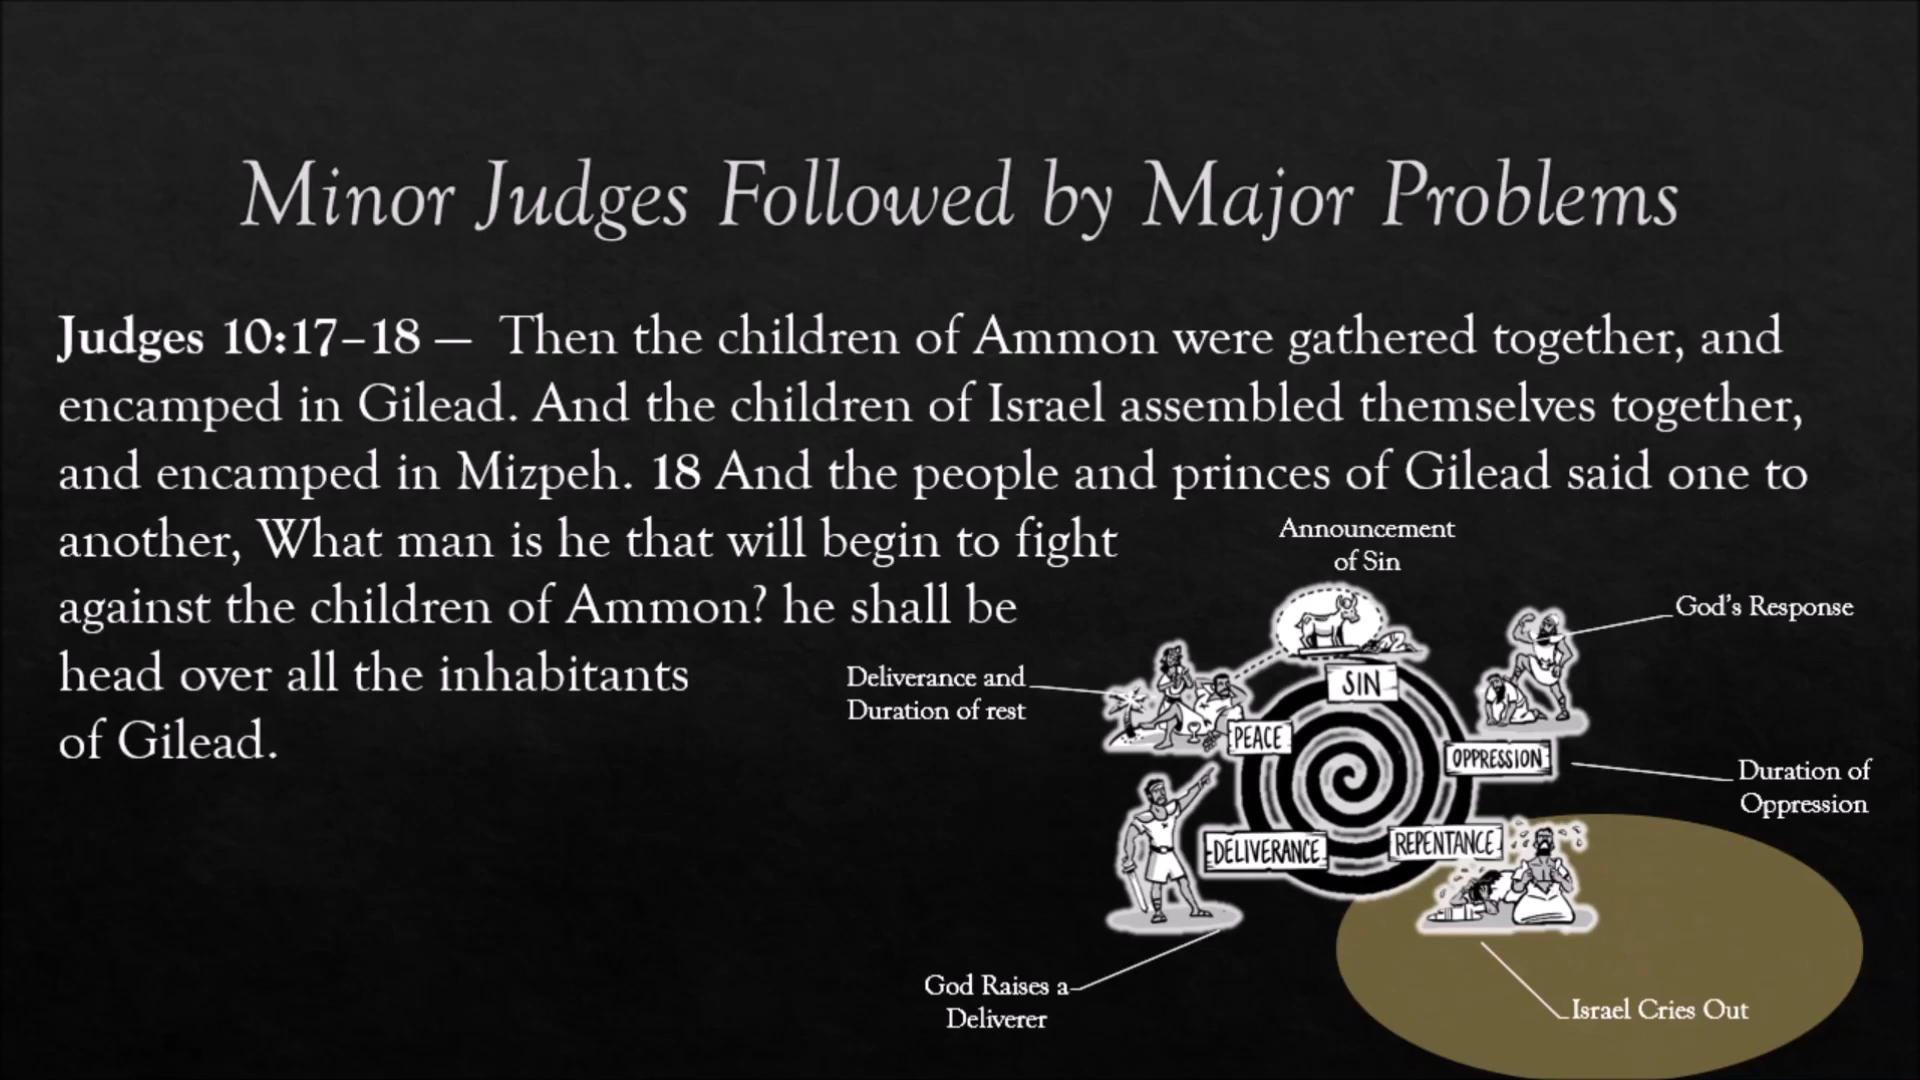 Minor Judges Followed by Major Problems
Judges 10:17–18 — Then the children of Ammon were gathered together, and
encamped in Gilead. And the children of Israel assembled themselves together,
and encamped in Mizpeh. 18 And the people and princes of Gilead said one to
another, What man is he that will begin to fight
against the children of Ammon? he shall be
head over all the inhabitants
of Gilead.
Announcement
of Sin
God's Response
Deliverance and
Duration of rest
SIN
PEACE
OPPRESSION
Duration of
Oppression
DELIVERANCE
REPENTANCE
God Raises a
Deliverer
Israel Cries Out